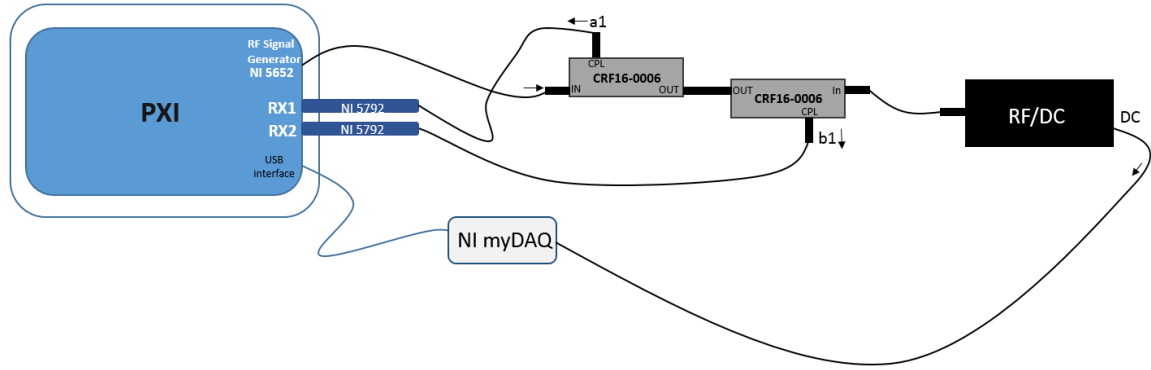 PXI
RF Signal
Generator
NI 5652
RX1
NI 5792
RX2
NI 5792
USB
interface
a1
CPL
CRF16-0006
IN
OUT
OUT
In
CRF16-0006
CPL
b1
RF/DC
DC
NI myDAQ